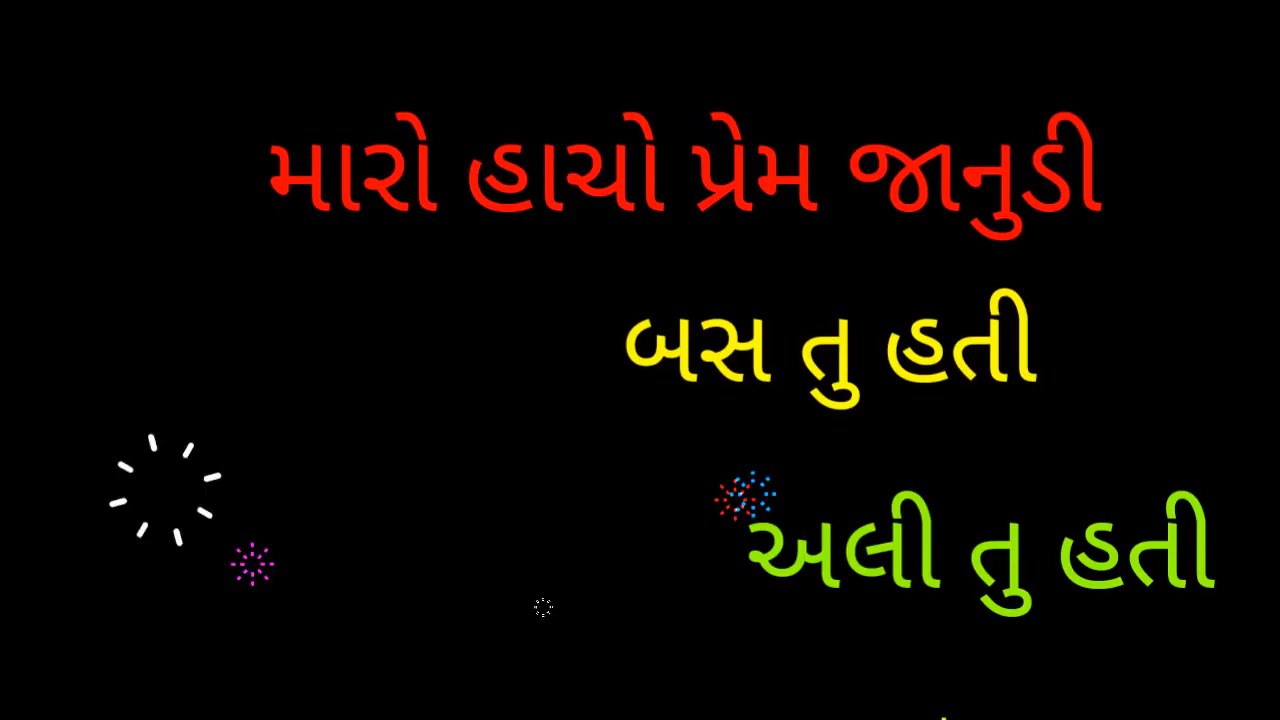 મારો હાચો પ્રેમ જાનુડી
બસ તુ હતી
અલી તુ હતી